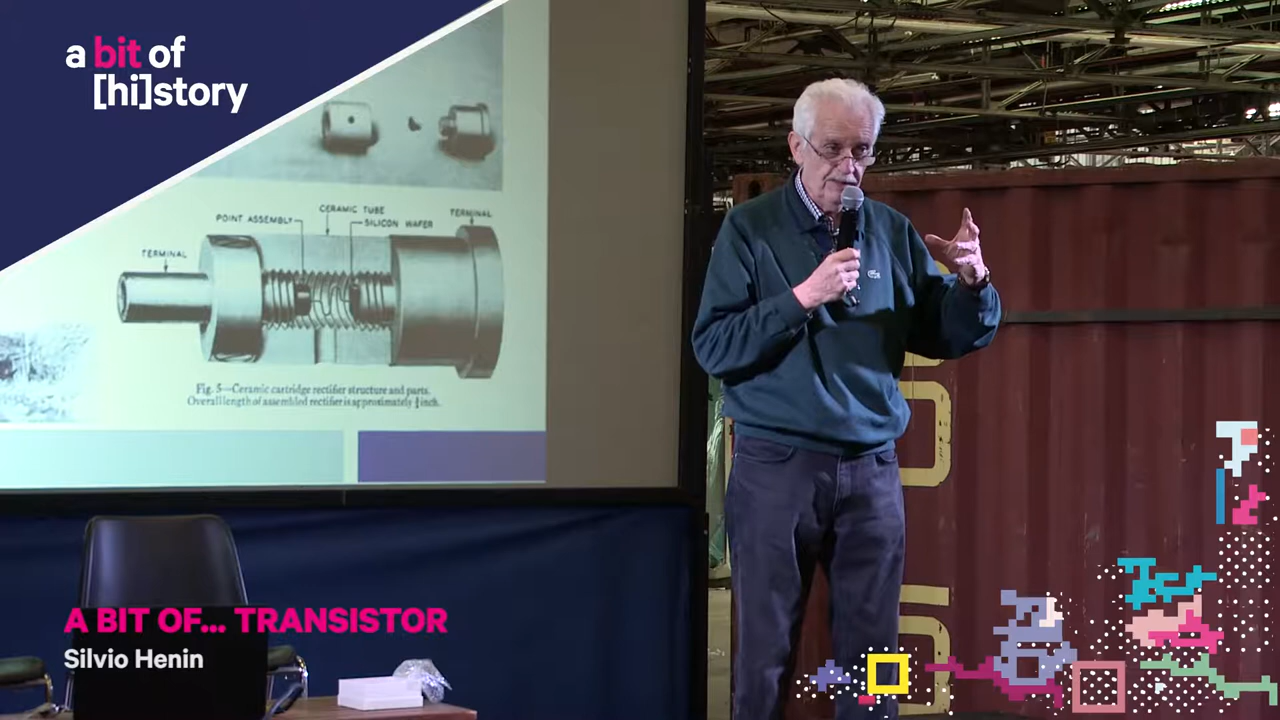 a bit of
[hi]story
POINT ASSEMBLY
CERAMIC TUBE
SILICON WAFER
TERMINAL
TERMINAL
Fig. 5—Ceramic cartridge rectifier structure and parts.
Overall length of assembled rectifier is approximately inch.
A BIT OF... TRANSISTOR
Silvio Henin